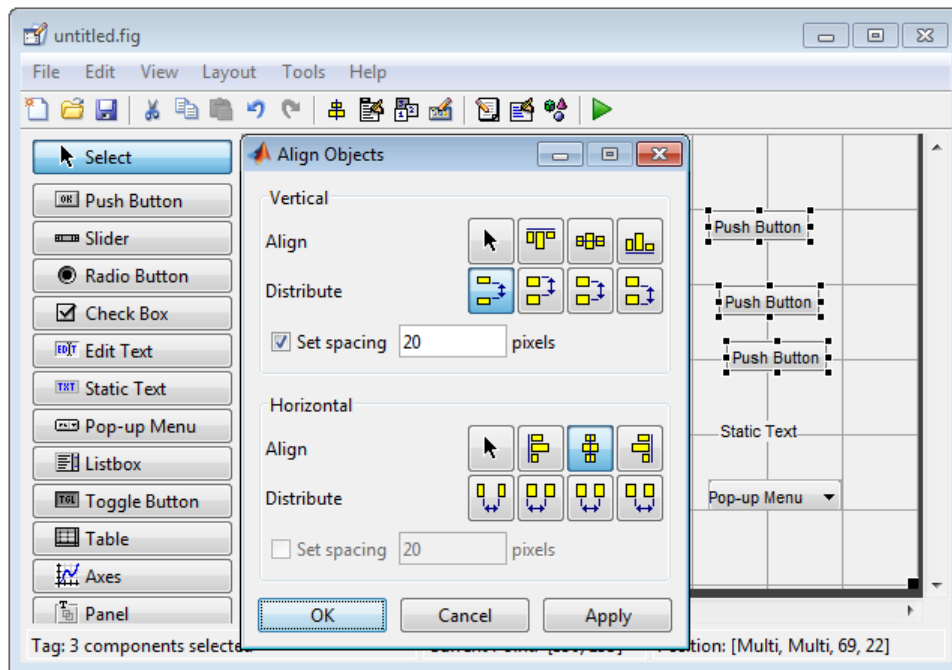 untitled.fig
File Edit View Layout Tools Help
Select
Push Button
Slider
Radio Button
Check Box
Edit Text
Static Text
Pop-up Menu
Listbox
Toggle Button
Table
Axes
Panel
Align Objects
Vertical
Align
Distribute
Set spacing 20 pixels
Horizontal
Align
Distribute
Set spacing 20 pixels
OK Cancel Apply
Push Button
Push Button
Push Button
Static Text
Pop-up Menu
Tag: 3 components selected
Position: [Multi, Multi, 69, 22]